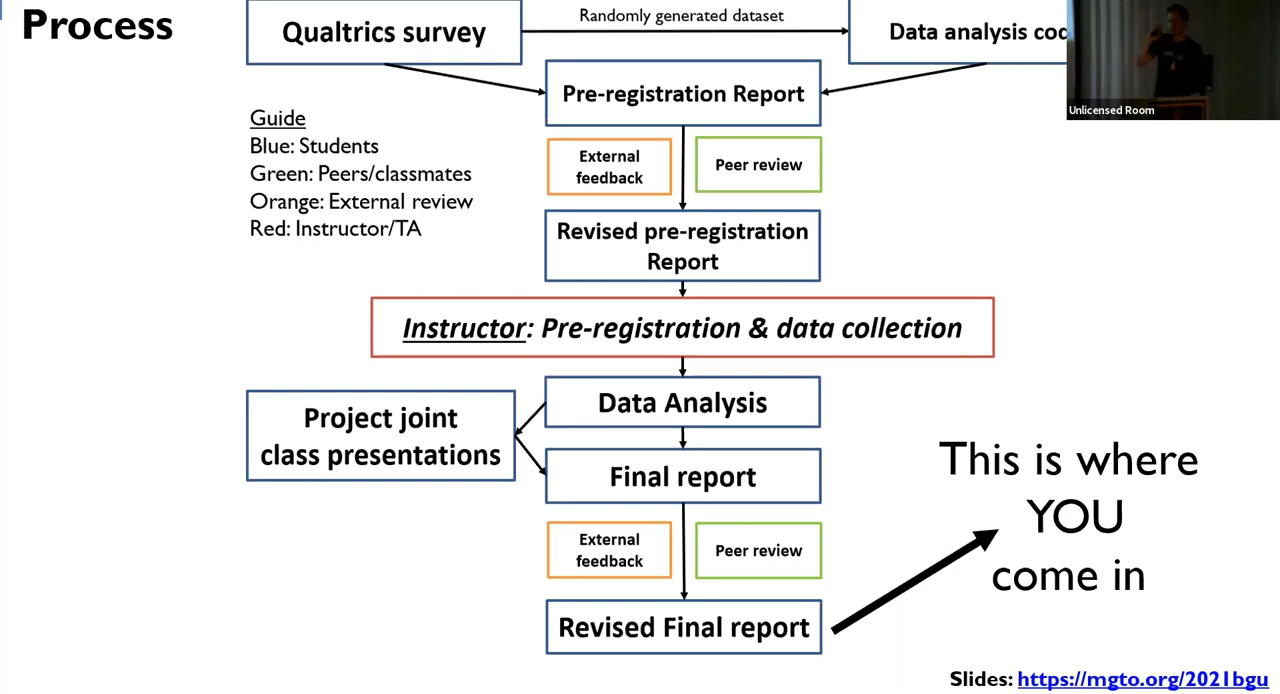 Process
Qualtrics survey
Randomly generated dataset
Data analysis
Unlicensed Room
Pre-registration Report
Guide
Blue: Students
Green: Peers/classmates
Orange: External review
Red: Instructor/TA
External
feedback
Peer review
Revised pre-registration
Report
Instructor: Pre-registration & data collection
Data Analysis
Project joint
class presentations
Final report
External
feedback
Peer review
Revised Final report
This is where
YOU
come in
Slides: https://mgto.org/2021bgu